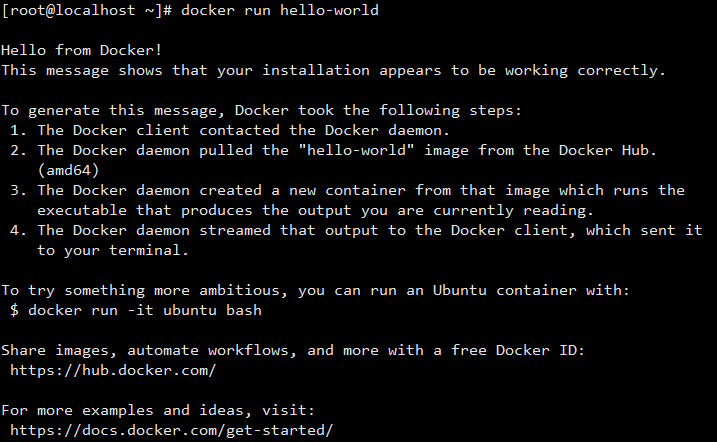 [root@localhost ~]# docker run hello-world
Hello from Docker!
This message shows that your installation appears to be working correctly.
To generate this message, Docker took the following steps:
1. The Docker client contacted the Docker daemon.
2. The Docker daemon pulled the "hello-world" image from the Docker Hub.
(amd64)
3. The Docker daemon created a new container from that image which runs the
executable that produces the output you are currently reading.
4. The Docker daemon streamed that output to the Docker client, which sent it
to your terminal.
To try something more ambitious, you can run an Ubuntu container with:
$ docker run -it ubuntu bash
Share images, automate workflows, and more with a free Docker ID:
https://hub.docker.com/
For more examples and ideas, visit:
https://docs.docker.com/get-started/